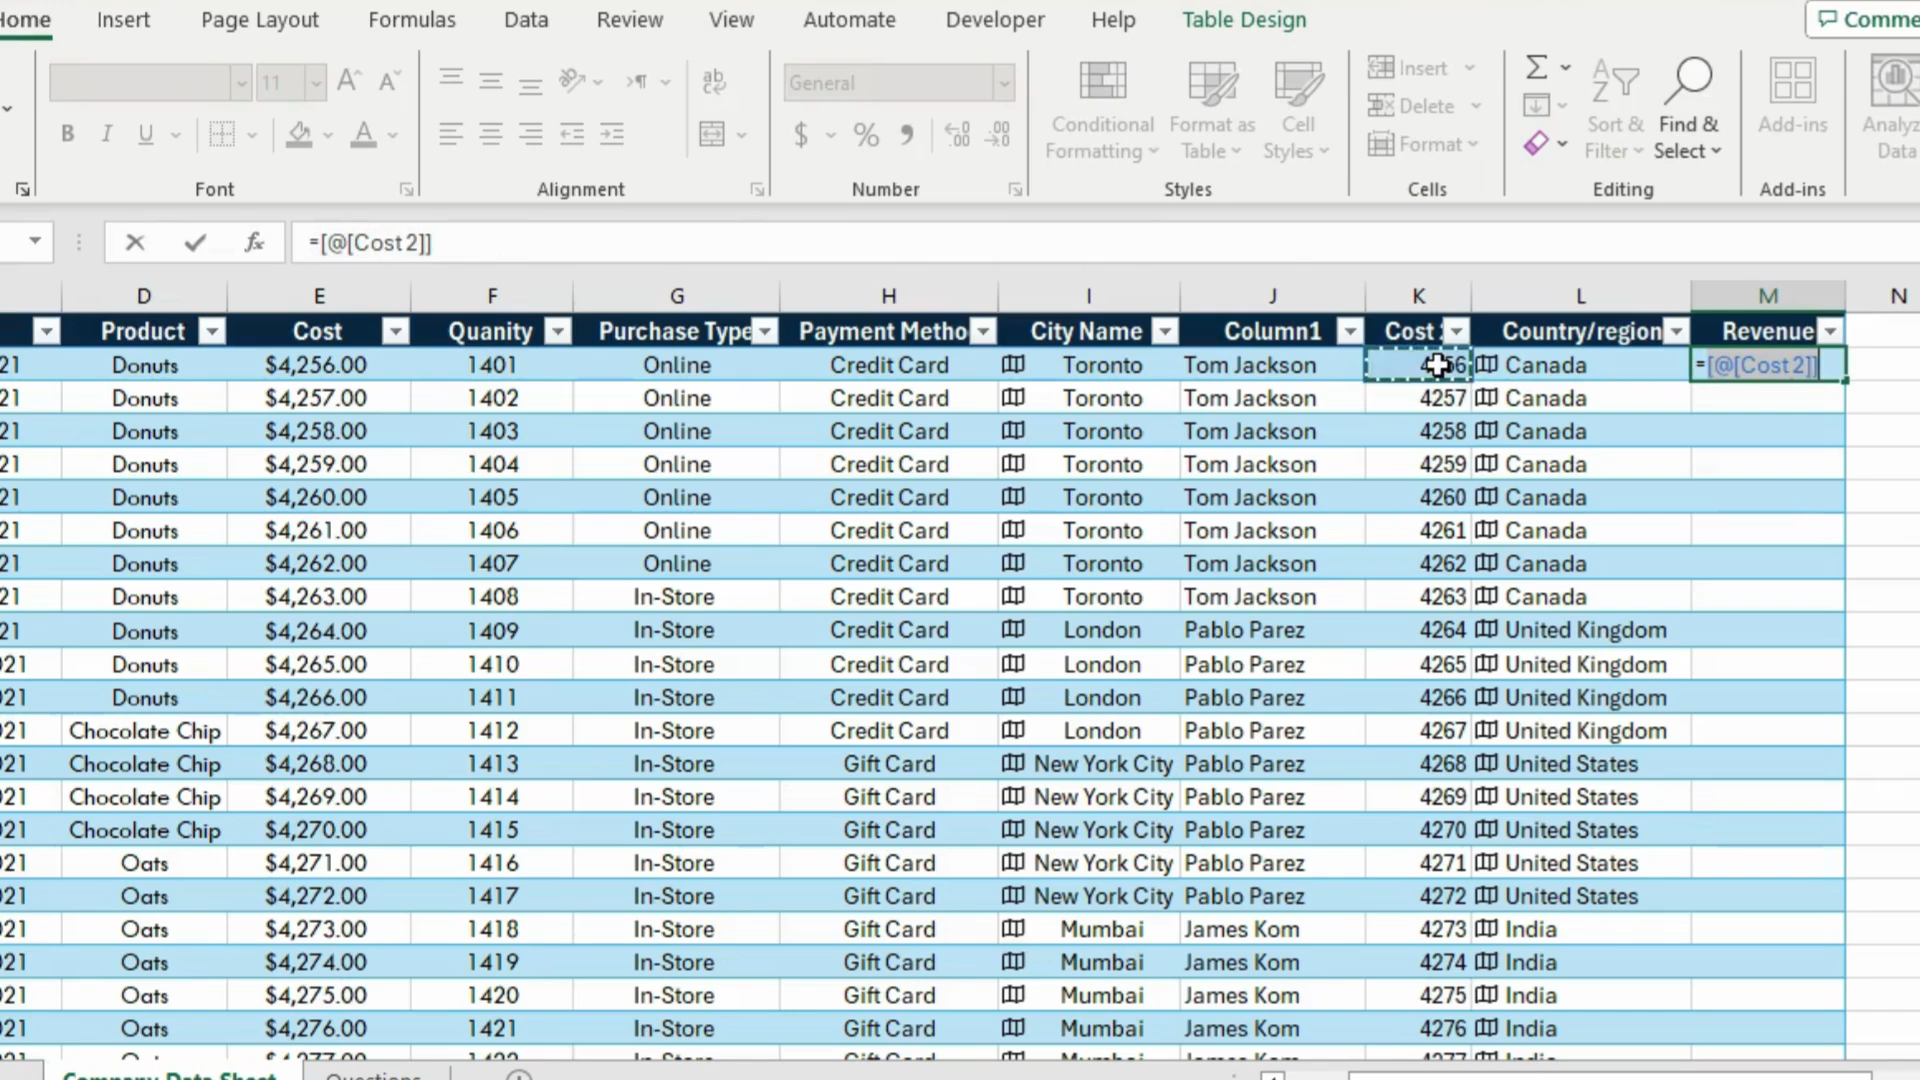 Home Insert Page Layout Formulas Data Review View Automate Developer Help Table Design
11 General Insert
Delete
Conditional Format as Cell Sort & Find & Add-ins
Formatting Table Styles Format Filter Select Data
Font Alignment Number Styles Cells Editing Add-ins
=[@[Cost 2]]
D E F G H I J K L M N
Product Cost Quanity Purchase Type City Name Column1 Cost Country/region Revenue
21 Donuts $4,256.00 1401 Online Credit Card Toronto Tom Jackson Canada =[@[Cost 2]]
21 Donuts $4,257.00 1402 Online Credit Card Toronto Tom Jackson 4257 Canada
21 Donuts $4,258.00 1403 Online Credit Card Toronto Tom Jackson 4258 Canada
21 Donuts $4,259.00 1404 Online Credit Card Toronto Tom Jackson 4259 Canada
21 Donuts $4,260.00 1405 Online Credit Card Toronto Tom Jackson 4260 Canada
21 Donuts $4,261.00 1406 Online Credit Card Toronto Tom Jackson 4261 Canada
21 Donuts $4,262.00 1407 Online Credit Card Toronto Tom Jackson 4262 Canada
21 Donuts $4,263.00 1408 In-Store Credit Card Toronto Tom Jackson 4263 Canada
21 Donuts $4,264.00 1409 In-Store Credit Card London Pablo Parez 4264 United Kingdom
021 Donuts $4,265.00 1410 In-Store Credit Card London Pablo Parez 4265 United Kingdom
021 Donuts $4,266.00 1411 In-Store Credit Card London Pablo Parez 4266 United Kingdom
021 Chocolate Chip $4,267.00 1412 In-Store Credit Card London Pablo Parez 4267 United Kingdom
021 Chocolate Chip $4,268.00 1413 In-Store Gift Card New York City Pablo Parez 4268 United States
021 Chocolate Chip $4,269.00 1414 In-Store Gift Card New York City Pablo Parez 4269 United States
021 Chocolate Chip $4,270.00 1415 In-Store Gift Card New York City Pablo Parez 4270 United States
021 Oats $4,271.00 1416 In-Store Gift Card New York City Pablo Parez 4271 United States
021 Oats $4,272.00 1417 In-Store Gift Card New York City Pablo Parez 4272 United States
021 Oats $4,273.00 1418 In-Store Gift Card Mumbai James Kom 4273 India
021 Oats $4,274.00 1419 In-Store Gift Card Mumbai James Kom 4274 India
021 Oats $4,275.00 1420 In-Store Gift Card Mumbai James Kom 4275 India
021 Oats $4,276.00 1421 In-Store Gift Card Mumbai James Kom 4276 India
Company Data Sheet Questions